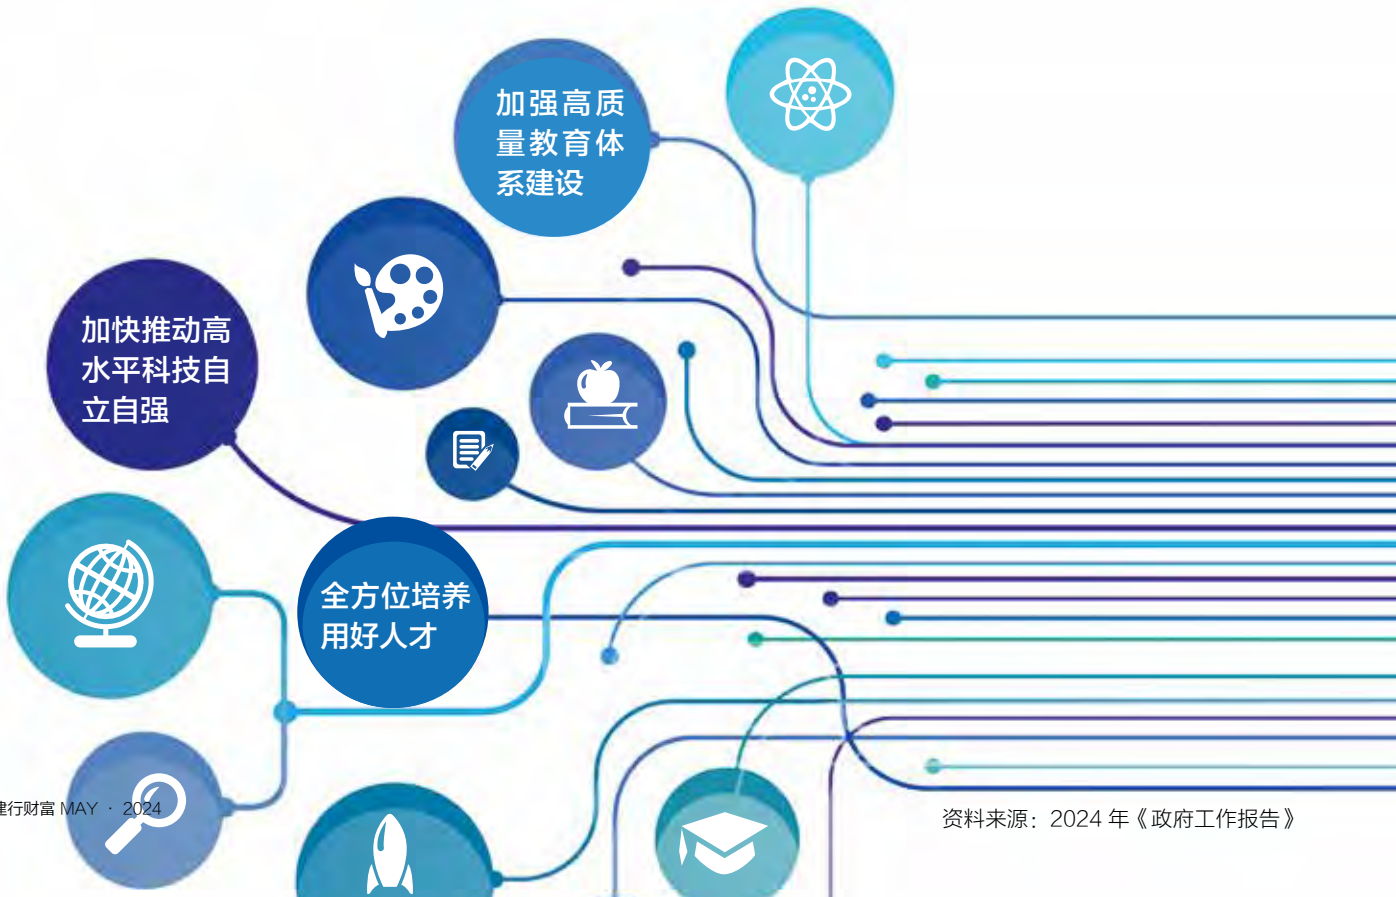 加强高质
量教育体
系建设
加快推动高
水平科技自
立自强
全方位培养
用好人才
建行财富 MAY · 2024
资料来源：2024 年《政府工作报告》